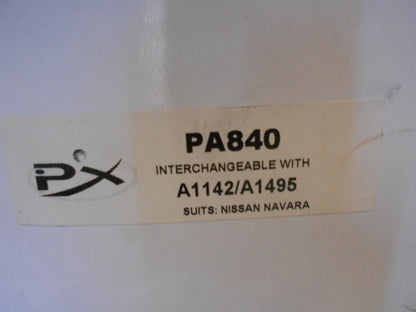 PX
PA840
INTERCHANGEABLE WITH
A1142/A1495
SUITS: NISSAN NAVARA